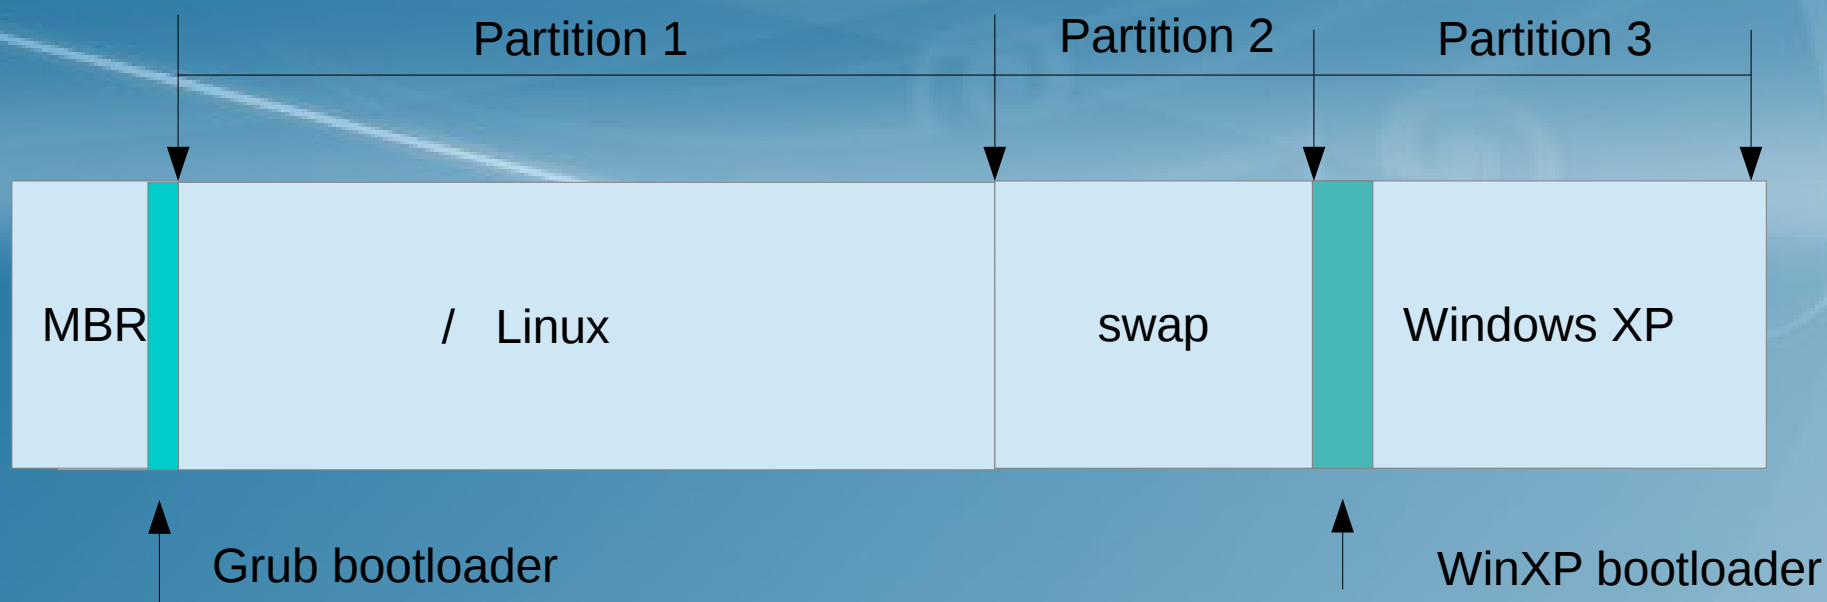 Partition 1
Partition 2
Partition 3
MBR
/ Linux
swap
Windows XP
Grub bootloader
WinXP bootloader